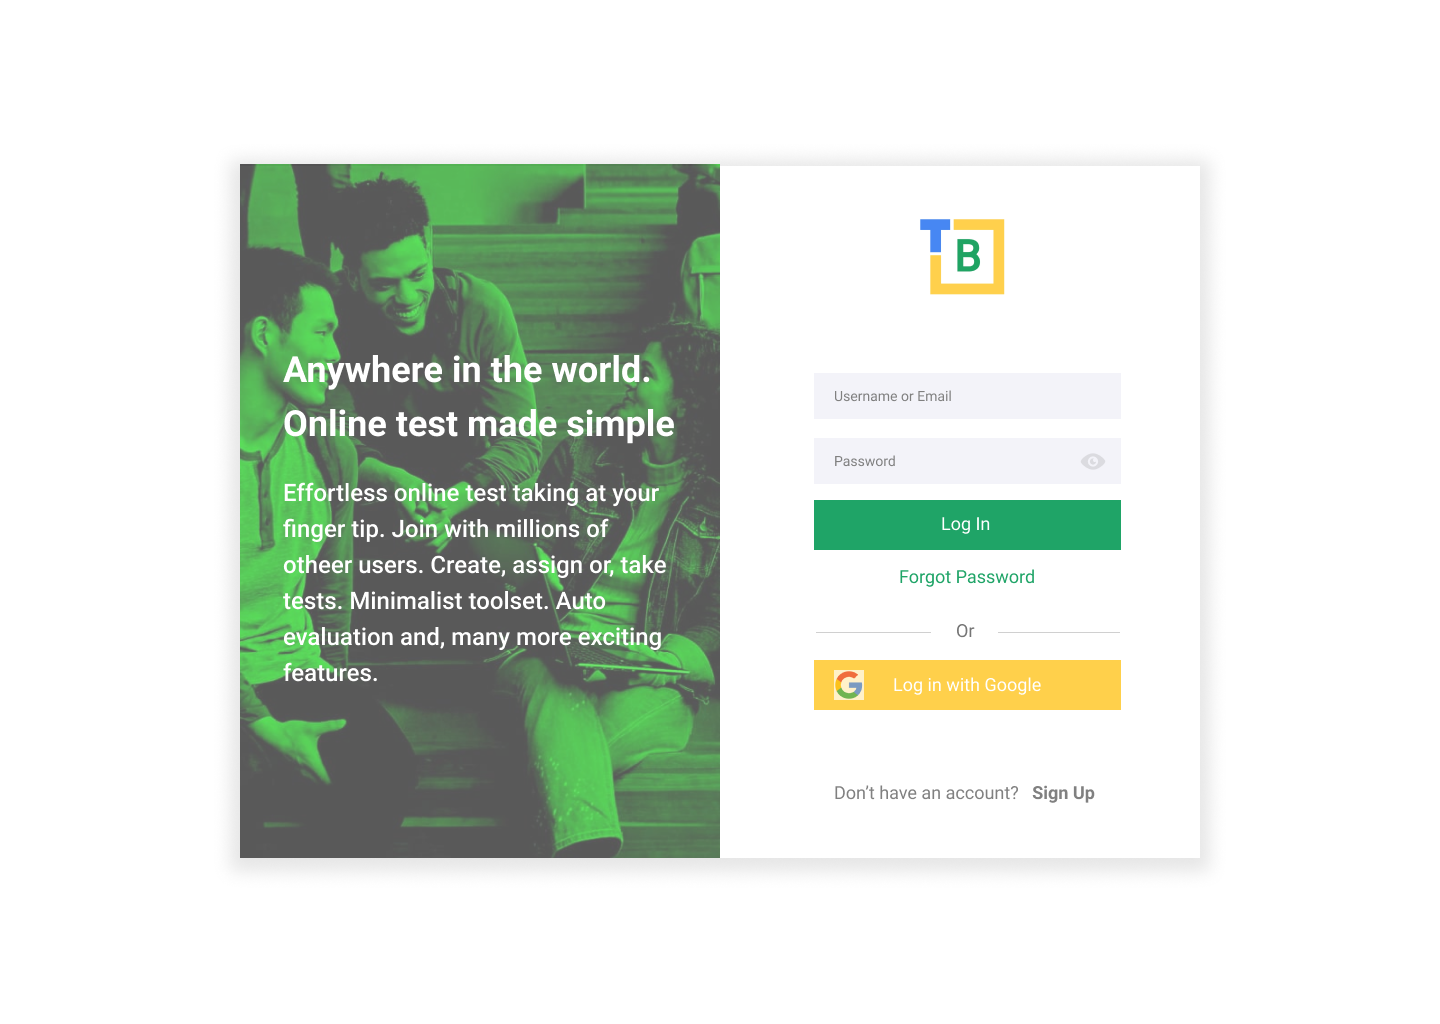 Anywhere in the world.
Online test made simple
Effortless online test taking at your
finger tip. Join with millions of
otheer users. Create, assign or, take
tests. Minimalist toolset. Auto
evaluation and, many more exciting
features.
T
B
Username or Email
Password
Log In
Forgot Password
Or
G
Log in with Google
Don’t have an account? Sign Up